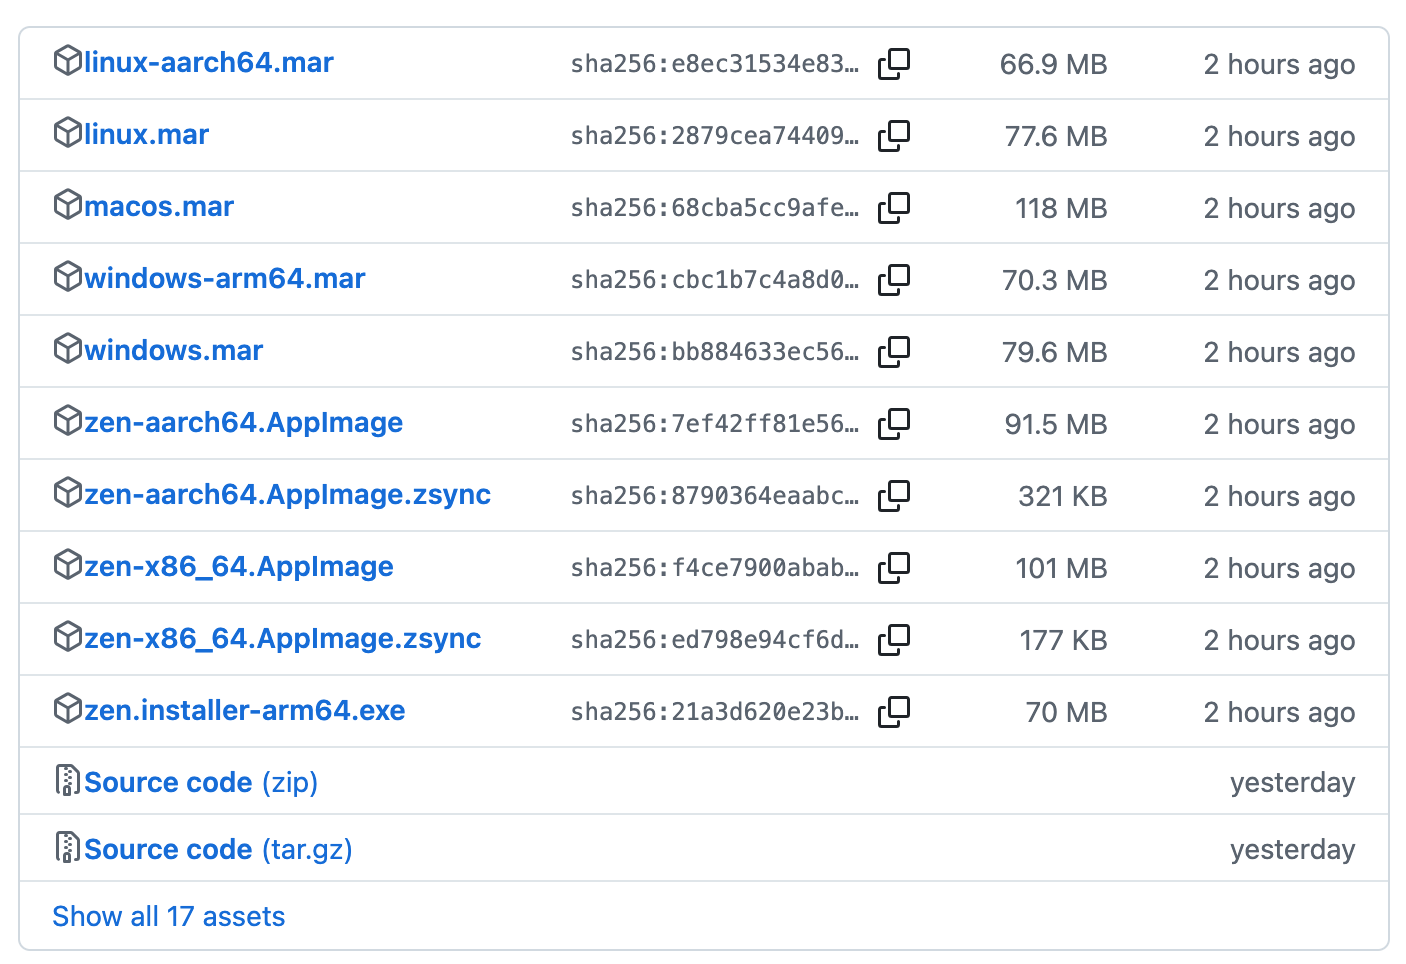 linux-aarch64.mar sha256:e8ec31534e83… 66.9 MB 2 hours ago
linux.mar sha256:2879cea74409… 77.6 MB 2 hours ago
macos.mar sha256:68cba5cc9afe… 118 MB 2 hours ago
windows-arm64.mar sha256:cbc1b7c4a8d0… 70.3 MB 2 hours ago
windows.mar sha256:bb884633ec56… 79.6 MB 2 hours ago
zen-aarch64.AppImage sha256:7ef42ff81e56… 91.5 MB 2 hours ago
zen-aarch64.AppImage.zsync sha256:8790364eaabc… 321 KB 2 hours ago
zen-x86_64.AppImage sha256:f4ce7900abab… 101 MB 2 hours ago
zen-x86_64.AppImage.zsync sha256:ed798e94cf6d… 177 KB 2 hours ago
zen.installer-arm64.exe sha256:21a3d620e23b… 70 MB 2 hours ago
Source code (zip) yesterday
Source code (tar.gz) yesterday
Show all 17 assets